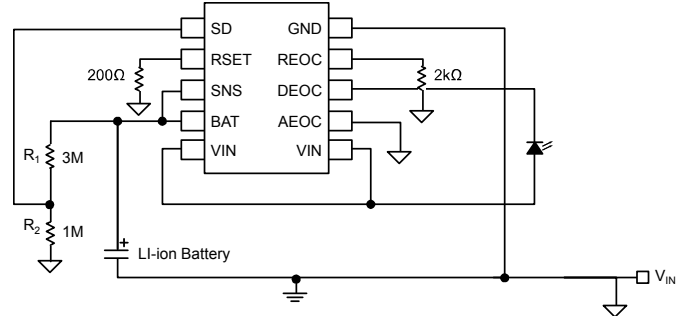 SD GND
RSET REOC
200Ω 2kΩ
SNS DEOC
BAT AEOC
R1 3M
VIN VIN
R2 1M
+
LI-ion Battery
VIN